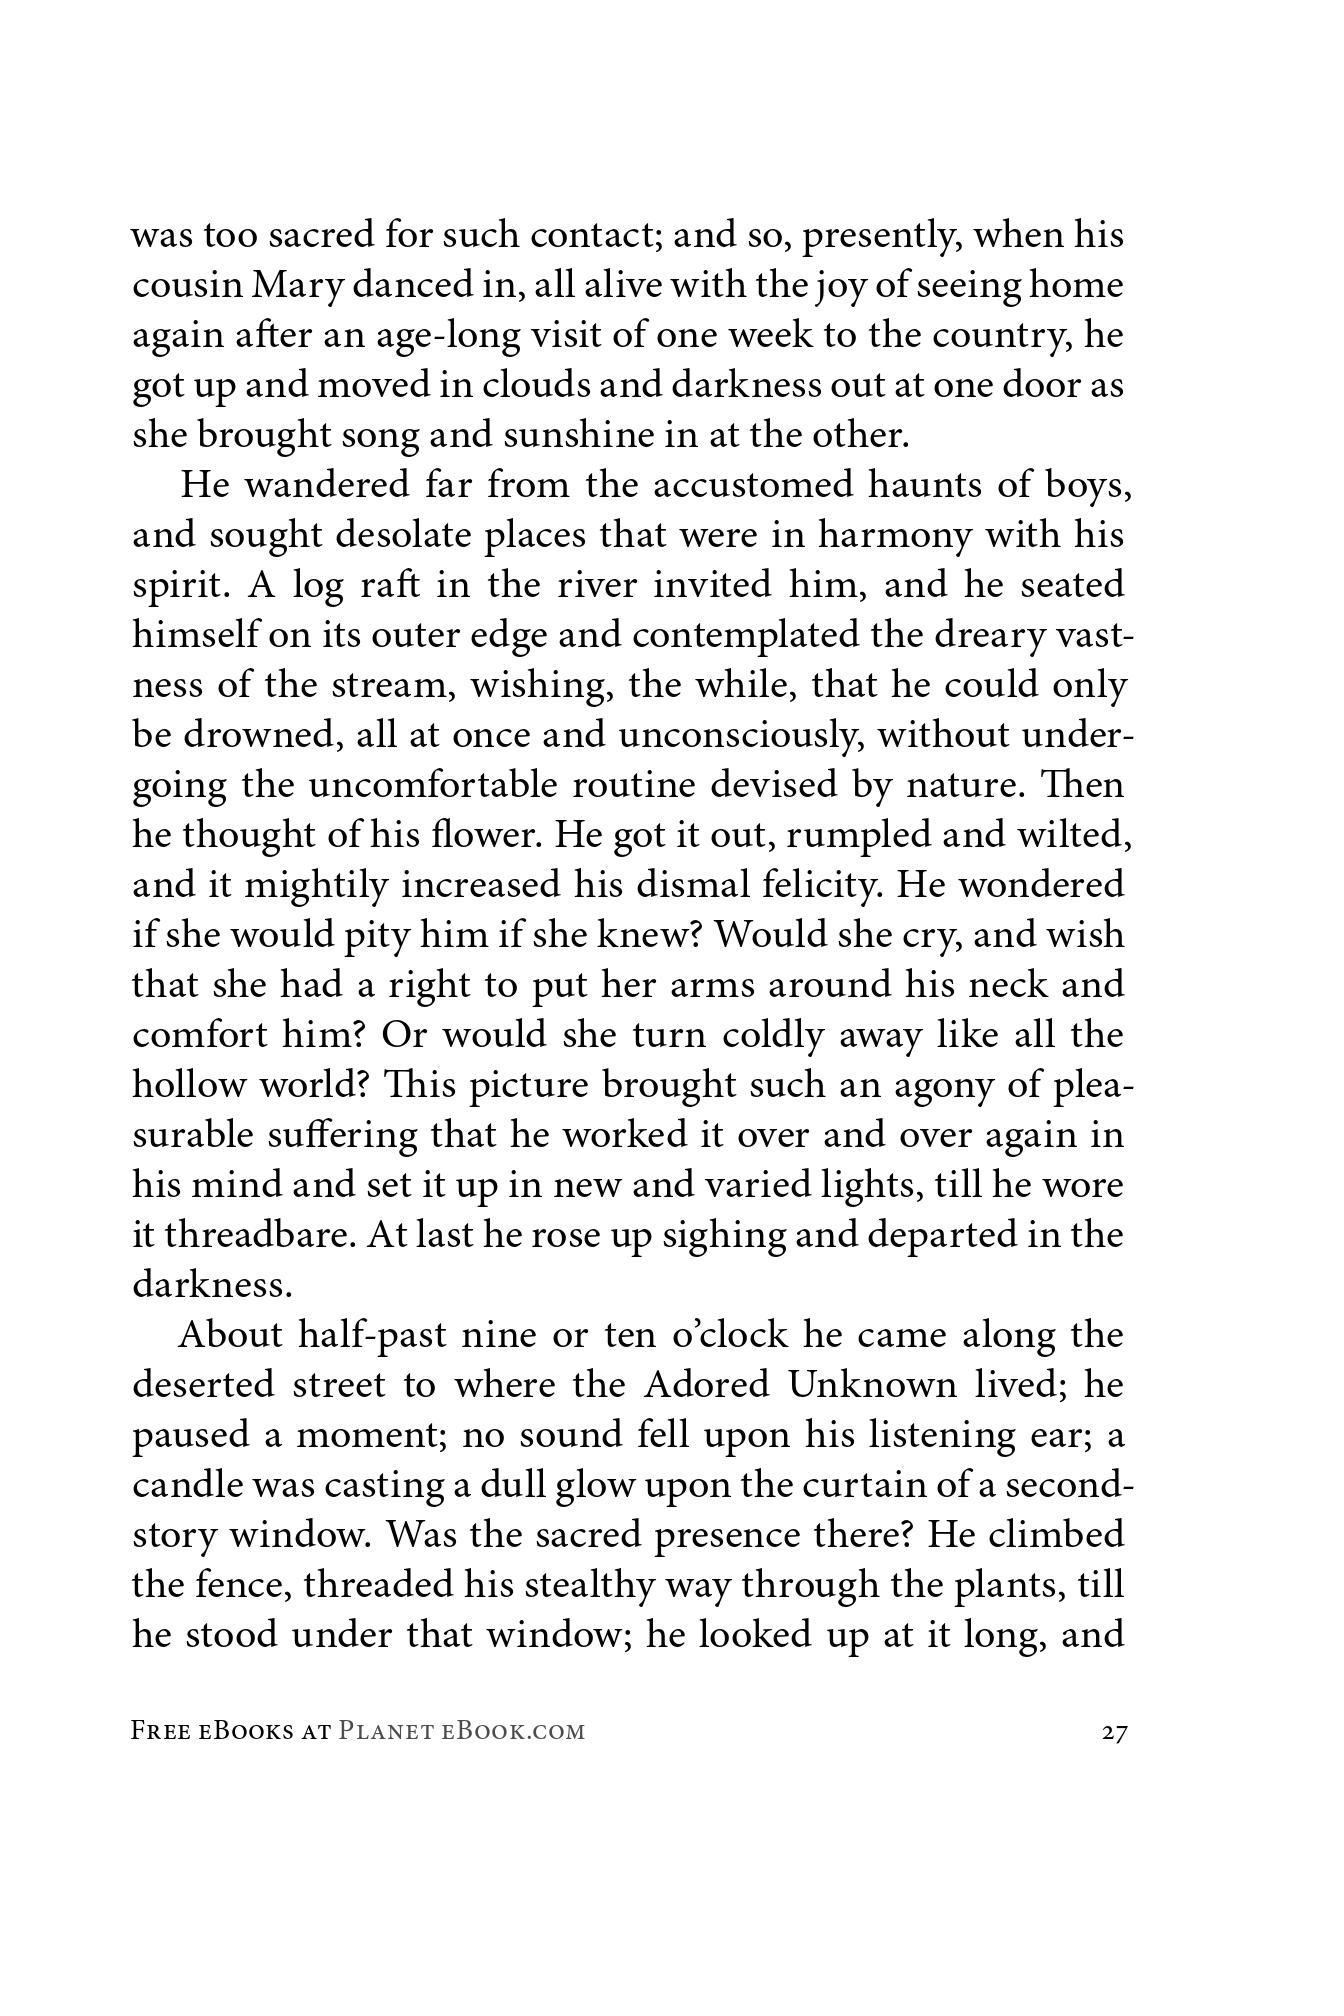 was too sacred for such contact; and so, presently, when his
cousin Mary danced in, all alive with the joy of seeing home
again after an age-long visit of one week to the country, he
got up and moved in clouds and darkness out at one door as
she brought song and sunshine in at the other.
He wandered far from the accustomed haunts of boys,
and sought desolate places that were in harmony with his
spirit. A log raft in the river invited him, and he seated
himself on its outer edge and contemplated the dreary vast-
ness of the stream, wishing, the while, that he could only
be drowned, all at once and unconsciously, without under-
going the uncomfortable routine devised by nature. Then
he thought of his flower. He got it out, rumpled and wilted,
and it mightily increased his dismal felicity. He wondered
if she would pity him if she knew? Would she cry, and wish
that she had a right to put her arms around his neck and
comfort him? Or would she turn coldly away like all the
hollow world? This picture brought such an agony of plea-
surable suffering that he worked it over and over again in
his mind and set it up in new and varied lights, till he wore
it threadbare. At last he rose up sighing and departed in the
darkness.
About half-past nine or ten o’clock he came along the
deserted street to where the Adored Unknown lived; he
paused a moment; no sound fell upon his listening ear; a
candle was casting a dull glow upon the curtain of a second-
story window. Was the sacred presence there? He climbed
the fence, threaded his stealthy way through the plants, till
he stood under that window; he looked up at it long, and
Free eBooks at Planet eBook.com 27